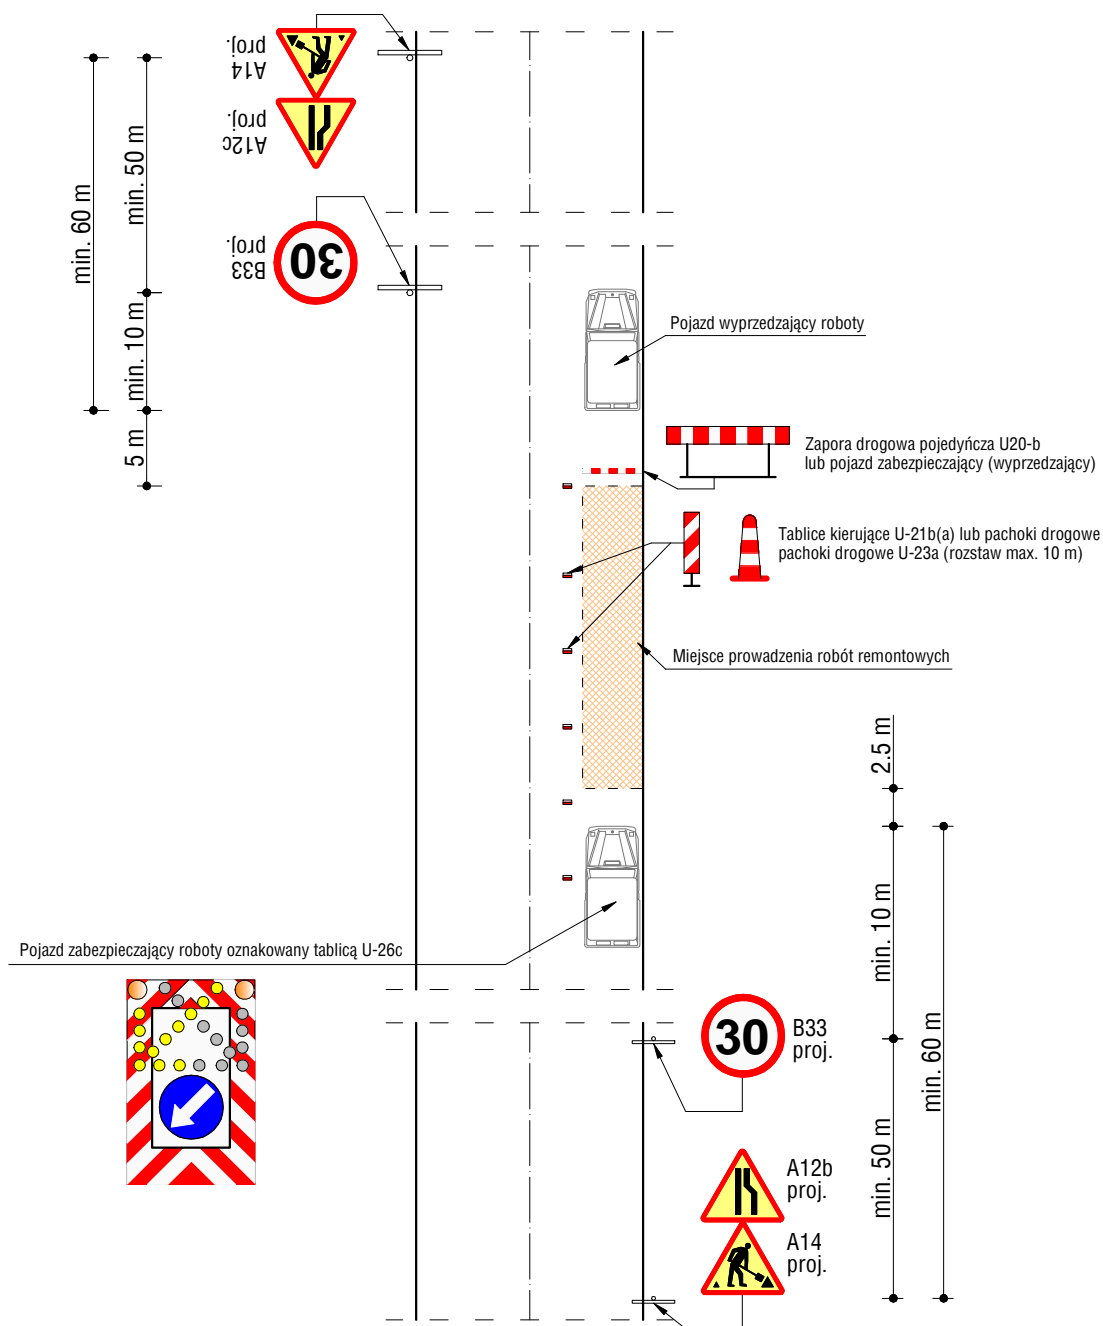 A14
proj.
A12c
proj.
min. 50 m
min. 60 m
B33
proj.
30
min. 10 m
5 m
Pojazd wyprzedzający roboty
Zapora drogowa pojedyńcza U20-b
lub pojazd zabezpieczający (wyprzedzający)
Tablice kierujące U-21b(a) lub pachoki drogowe
pachoki drogowe U-23a (rozstaw max. 10 m)
Miejsce prowadzenia robót remontowych
2.5 m
min. 10 m
Pojazd zabezpieczający roboty oznakowany tablicą U-26c
30
B33
proj.
min. 60 m
min. 50 m
A12b
proj.
A14
proj.